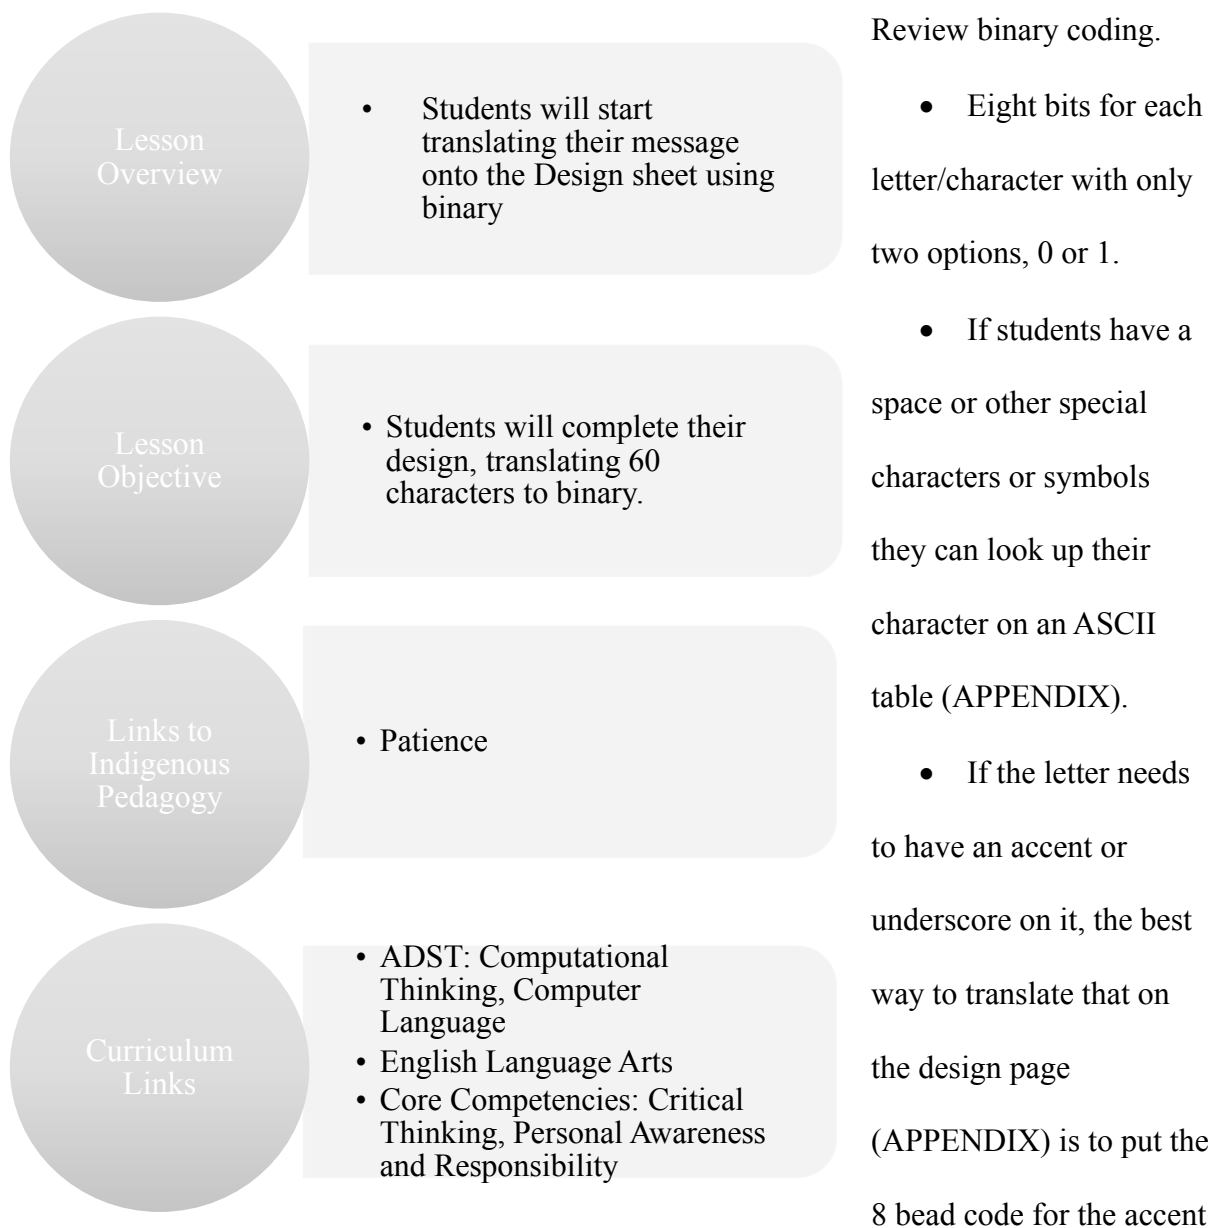 Lesson
Overview
• Students will start
translating their message
onto the Design sheet using
binary
Lesson
Objective
• Students will complete their
design, translating 60
characters to binary.
Links to
Indigenous
Pedagogy
• Patience
Curriculum
Links
• ADST: Computational
Thinking, Computer
Language
• English Language Arts
• Core Competencies: Critical
Thinking, Personal Awareness
and Responsibility
Review binary coding.
• Eight bits for each
letter/character with only
two options, 0 or 1.
• If students have a
space or other special
characters or symbols
they can look up their
character on an ASCII
table (APPENDIX).
• If the letter needs
to have an accent or
underscore on it, the best
way to translate that on
the design page
(APPENDIX) is to put the
8 bead code for the accent